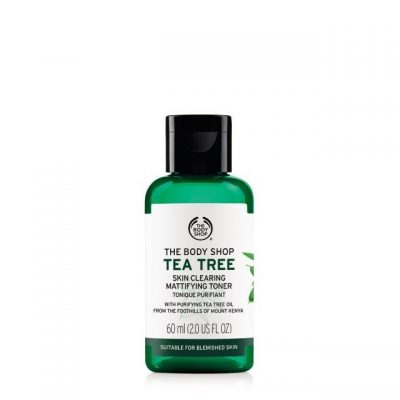 THE
BODY
SHOP
®
THE BODY SHOP
TEA TREE
SKIN CLEARING
MATTIFYING TONER
TONIQUE PURIFIANT
WITH PURIFYING TEA TREE OIL
FROM THE FOOTHILLS OF MOUNT KENYA
60 ml (2.0 US FL OZ)
SUITABLE FOR BLEMISHED SKIN